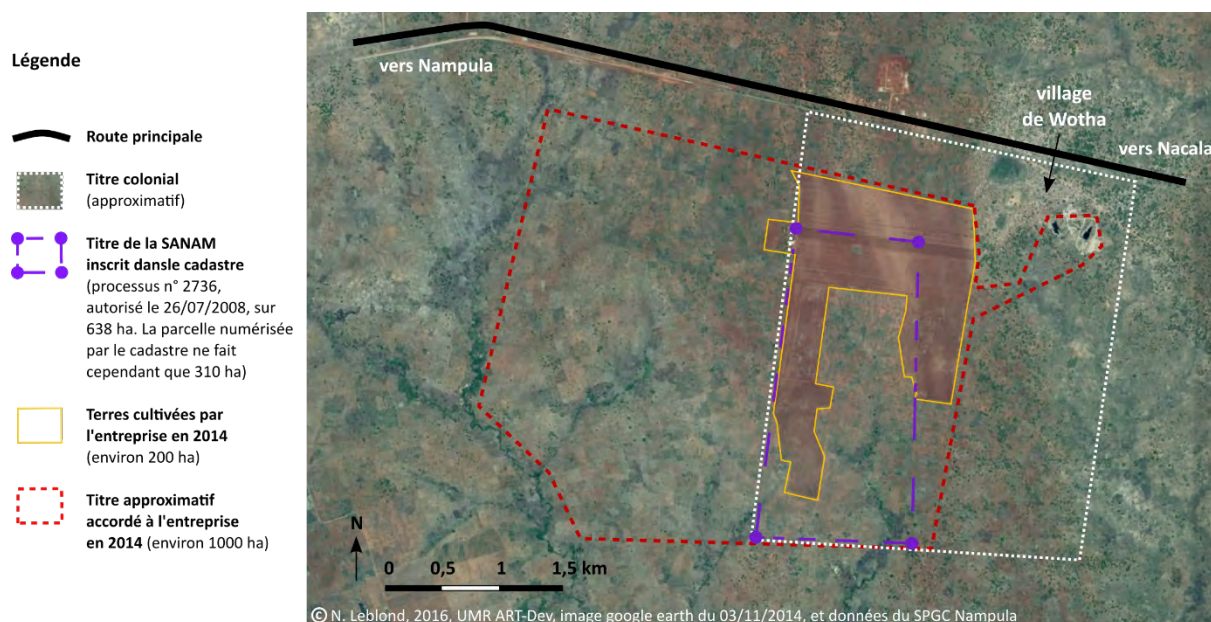 Légende
Route principale
Titre colonial
(approximatif)
Titre de la SANAM
inscrit dansle cadastre
(processus n° 2736,
autorisé le 26/07/2008, sur
638 ha. La parcelle numérisée
par le cadastre ne fait
cependant que 310 ha)
Terres cultivées par
l'entreprise en 2014
(environ 200 ha)
Titre approximatif
accordé à l'entreprise
en 2014 (environ 1000 ha)
vers Nampula
village
de Wotha
vers Nacala
N
0 0,5 1 1,5 km
© N. Leblond, 2016, UMR ART-Dev, image google earth du 03/11/2014, et données du SPGC Nampula